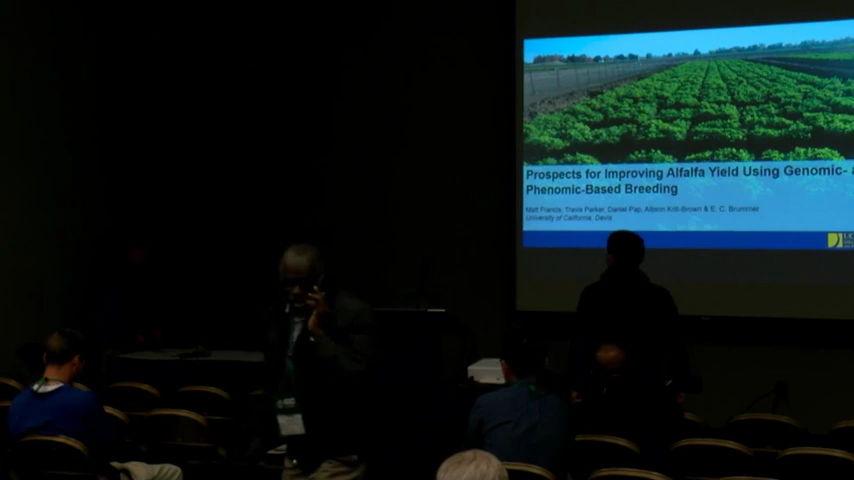 Prospects for Improving Alfalfa Yield Using Genomic-
Phenomic-Based Breeding
Matt Francis, Travis Parker, Daniel Pap, Allison Krill-Brown & E. C. Brummer
University of California, Davis